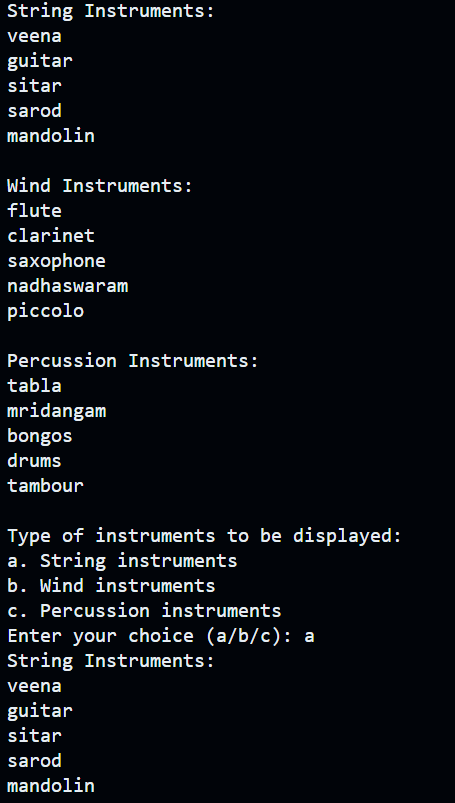 String Instruments:
veena
guitar
sitar
sarod
mandolin

Wind Instruments:
flute
clarinet
saxophone
nadhaswaram
piccolo

Percussion Instruments:
tabla
mridangam
bongos
drums
tambour

Type of instruments to be displayed:
a. String instruments
b. Wind instruments
c. Percussion instruments
Enter your choice (a/b/c): a
String Instruments:
veena
guitar
sitar
sarod
mandolin